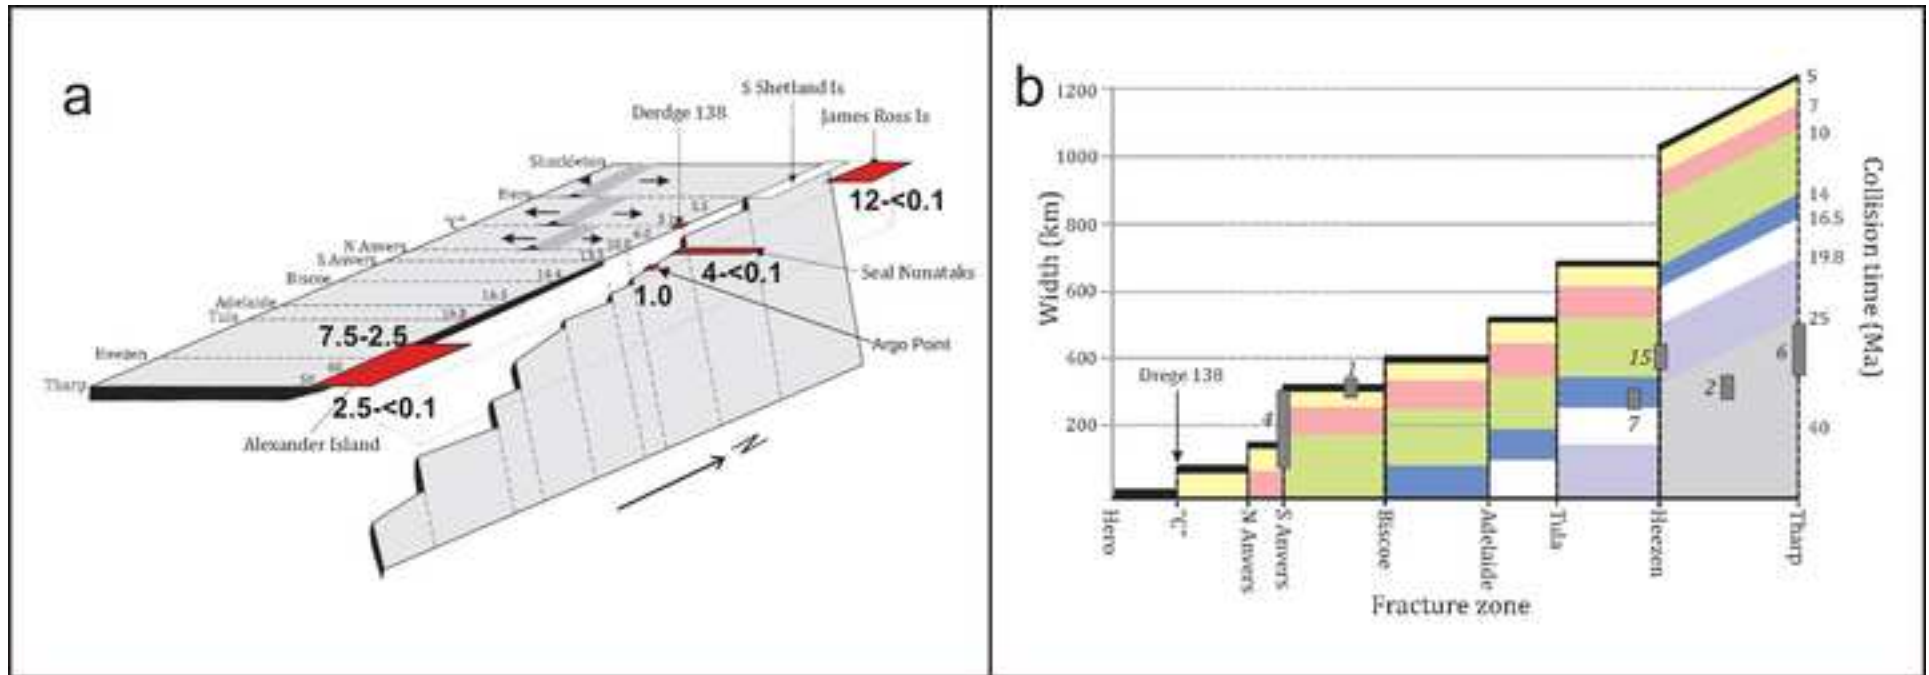 a
S Shetland Is
Derdge 138
James Ross Is
Shackleton
Hero
"C"
N Anvers
S Anvers
Biscoe
Adelaide
Tula
Heezen
Tharp
12-<0.1
4-<0.1
1.0
7.5-2.5
2.5-<0.1
Seal Nunataks
Argo Point
Alexander Island
N
b
1200
1000
800
600
400
200
Width (km)
Drege 138
4
7
15
2
6
5
7
10
14
16.5
19.8
25
40
Collision time (Ma)
Hero
"C"
N Anvers
S Anvers
Biscoe
Adelaide
Tula
Heezen
Tharp
Fracture zone